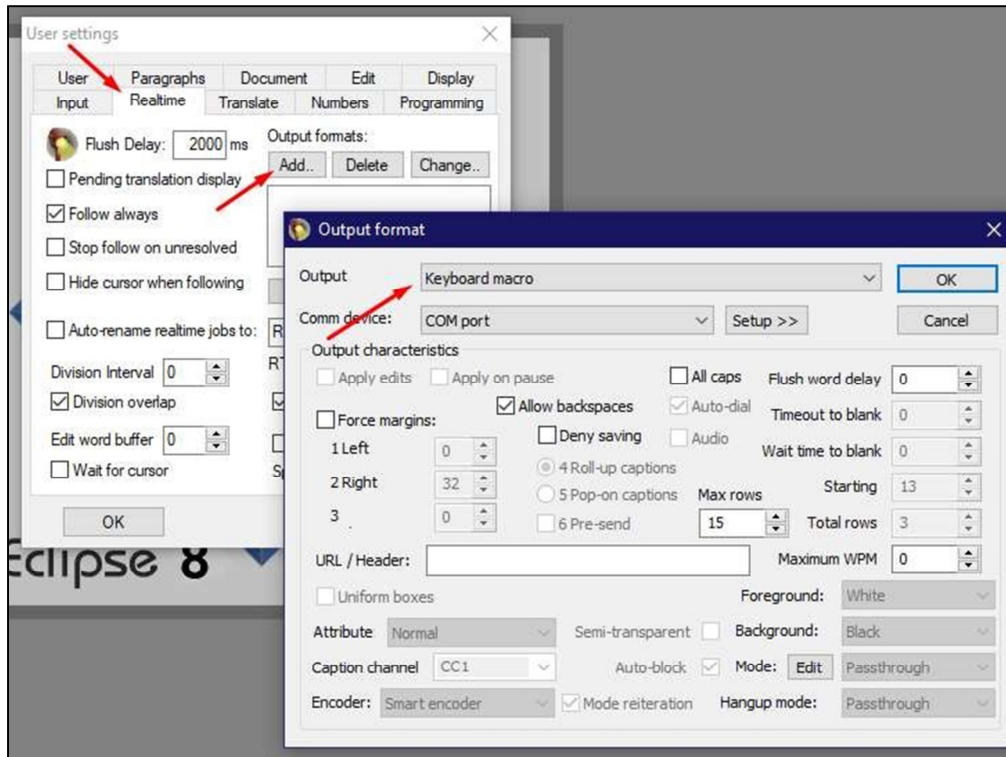 User settings
User Paragraphs Document Edit Display
Input Realtime Translate Numbers Programming
Flush Delay: 2000 ms
Output formats:
Add.. Delete Change..
Pending translation display
Follow always
Stop follow on unresolved
Hide cursor when following
Auto-rename realtime jobs to: R
Division Interval 0
Division overlap
Edit word buffer 0
Wait for cursor
OK
Eclipse 8
Output format
Output Keyboard macro OK
Comm device: COM port Setup >> Cancel
Output characteristics
Apply edits Apply on pause All caps Flush word delay 0
Force margins: Allow backspaces Auto-dial Timeout to blank 0
1 Left 0 Deny saving Audio Wait time to blank 0
2 Right 32 4 Roll-up captions Starting 13
3 . 0 5 Pop-on captions Max rows
6 Pre-send 15 Total rows 3
URL / Header: Maximum WPM 0
Uniform boxes Foreground: White
Attribute Normal Semi-transparent Background: Black
Caption channel CC1 Auto-block Mode: Edit Passthrough
Encoder: Smart encoder Mode reiteration Hangup mode: Passthrough